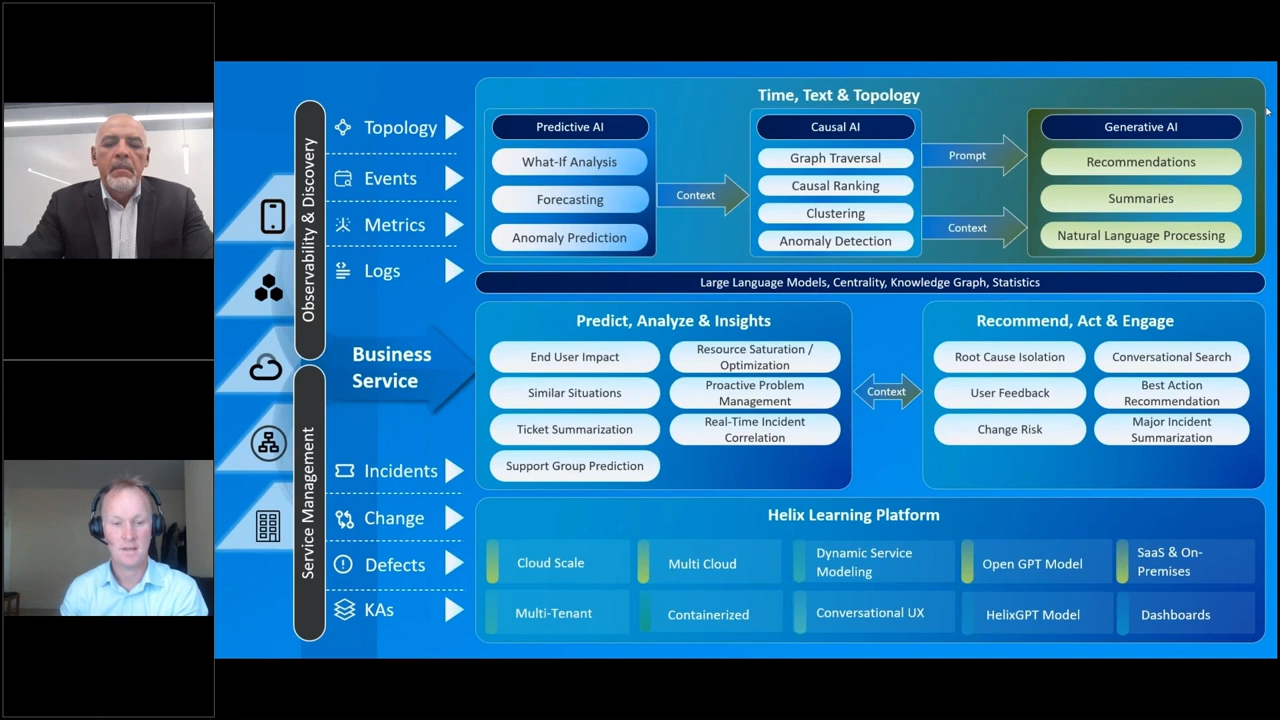 Observability & Discovery
Service Management
Topology
Events
Metrics
Logs
Business
Service
Incidents
Change
Defects
KAs
Time, Text & Topology
Predictive AI
What-If Analysis
Forecasting
Anomaly Prediction
Context
Causal AI
Graph Traversal
Causal Ranking
Clustering
Anomaly Detection
Prompt
Context
Generative AI
Recommendations
Summaries
Natural Language Processing
Large Language Models, Centrality, Knowledge Graph, Statistics
Predict, Analyze & Insights
End User Impact
Resource Saturation /
Optimization
Similar Situations
Proactive Problem
Management
Ticket Summarization
Real-Time Incident
Correlation
Support Group Prediction
Context
Recommend, Act & Engage
Root Cause Isolation
Conversational Search
User Feedback
Best Action
Recommendation
Change Risk
Major Incident
Summarization
Helix Learning Platform
Cloud Scale
Multi Cloud
Dynamic Service
Modeling
Open GPT Model
SaaS & On-
Premises
Multi-Tenant
Containerized
Conversational UX
HelixGPT Model
Dashboards